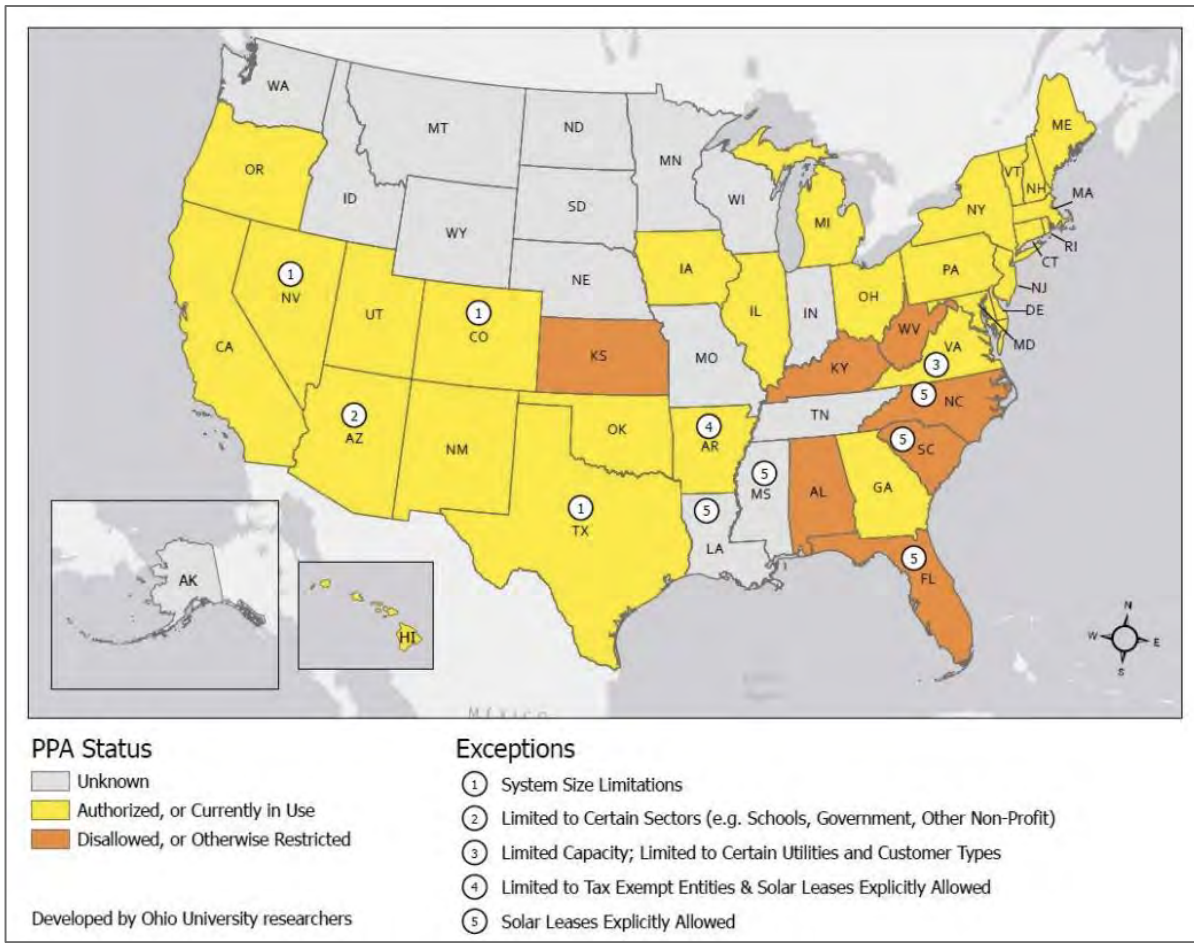 WA
MT
ND
MN
ME
OR
ID
SD
WI
VT
NH
MA
WY
MI
NY
RI
CT
NE
IA
PA
NJ
1
NV
UT
1
CO
IL
IN
OH
DE
WV
MD
CA
KS
MO
KY
VA
3
2
AZ
NM
OK
4
AR
TN
5
NC
5
SC
1
TX
5
MS
AL
GA
5
LA
5
FL
AK
HI
N
W
E
S
MEXICO
PPA Status
Unknown
Authorized, or Currently in Use
Disallowed, or Otherwise Restricted
Developed by Ohio University researchers
Exceptions
1 System Size Limitations
2 Limited to Certain Sectors (e.g. Schools, Government, Other Non-Profit)
3 Limited Capacity; Limited to Certain Utilities and Customer Types
4 Limited to Tax Exempt Entities & Solar Leases Explicitly Allowed
5 Solar Leases Explicitly Allowed